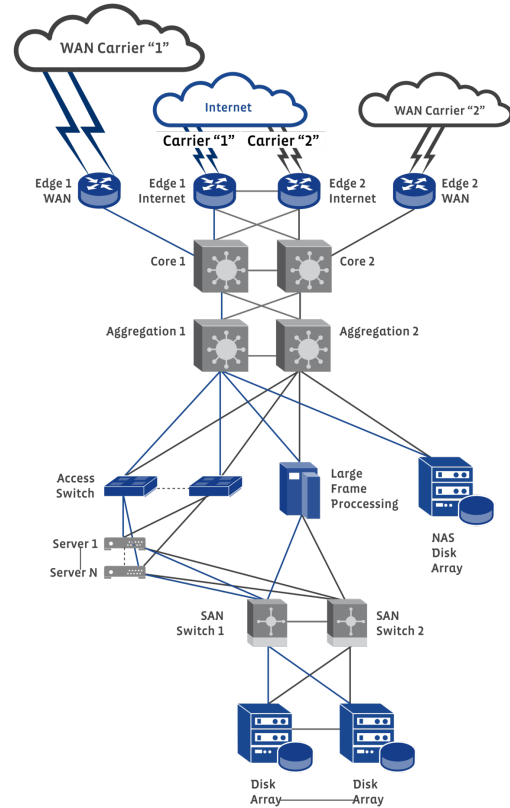 WAN Carrier “1”
Internet
WAN Carrier “2”
Carrier “1”
Carrier “2”
Edge 1
WAN
Edge 1
Internet
Edge 2
Internet
Edge 2
WAN
Core 1
Core 2
Aggregation 1
Aggregation 2
Access
Switch
Large
Frame
Proccessing
NAS
Disk
Array
Server 1
Server N
SAN
Switch 1
SAN
Switch 2
Disk
Array
Disk
Array